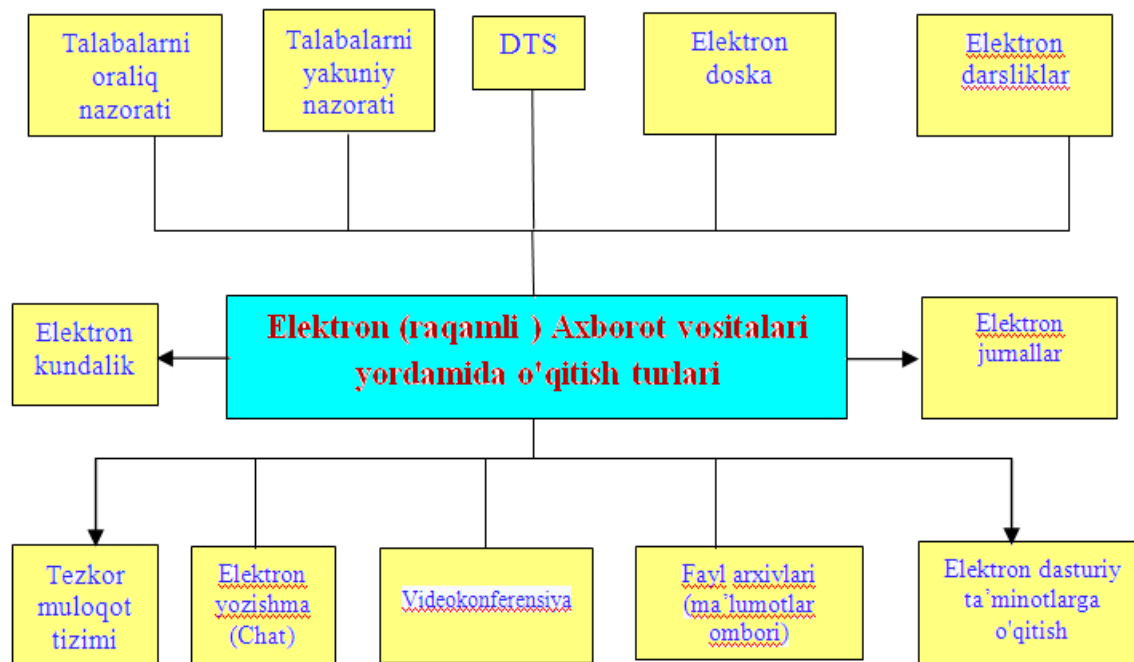 Talabalarni
oraliq
nazorati
Talabalarni
yakuniy
nazorati
DTS
Elektron
doska
Elektron
darsliklar
Elektron
kundalik
Elektron (raqamli ) Axborot vositalari
yordamida o'qitish turlari
Elektron
jurnallar
Tezkor
muloqot
tizimi
Elektron
yozishma
(Chat)
Videokonferensiya
Fayl arxivlari
(ma’lumotlar
ombori)
Elektron dasturiy
ta’minotlarga
o'qitish